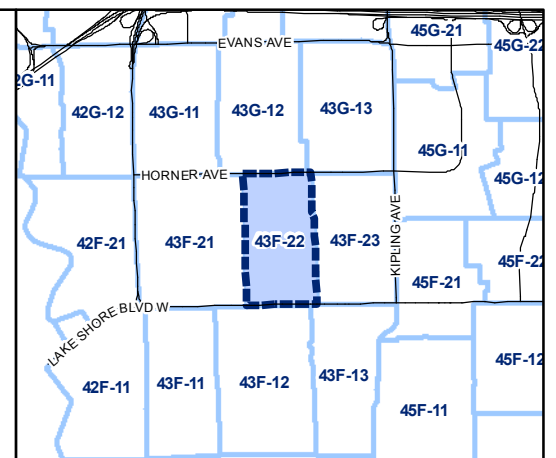 45G-21
EVANS AVE
45G-22
2G-11
42G-12
43G-11
43G-12
43G-13
45G-11
HORNER AVE
45G-12
42F-21
43F-21
43F-22
43F-23
KIPLING AVE
45F-21
45F-22
LAKE SHORE BLVD W
42F-11
43F-11
43F-12
43F-13
45F-11
45F-12